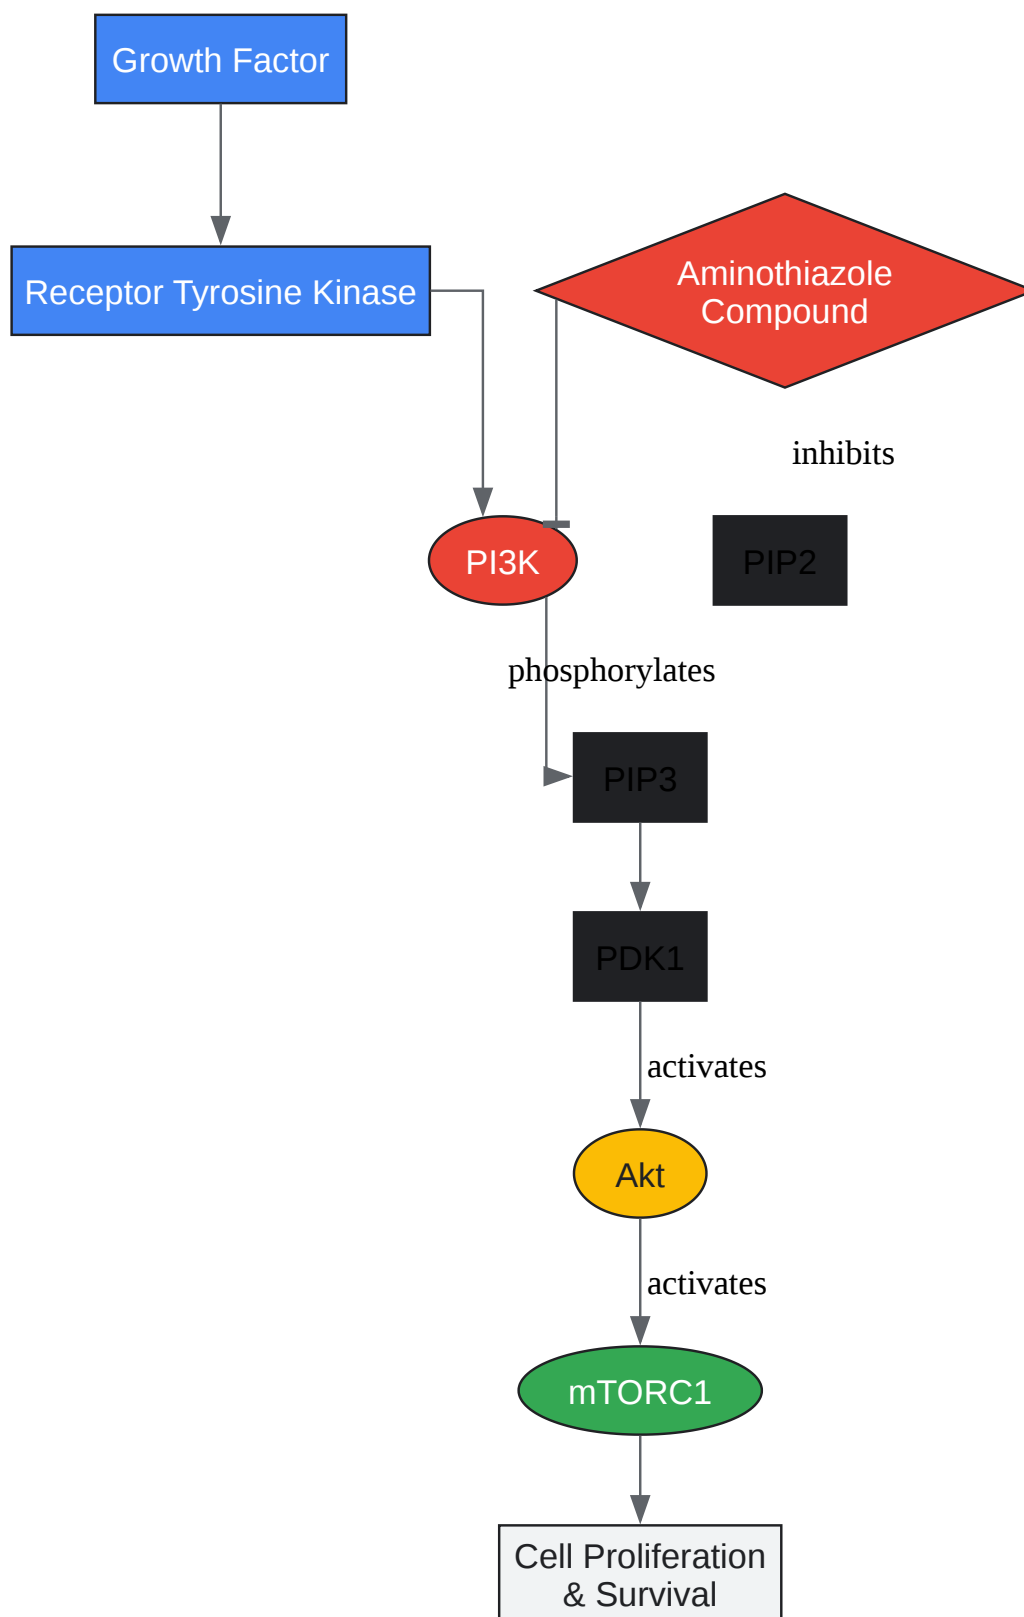 Growth Factor
Receptor Tyrosine Kinase
Aminothiazole
Compound
inhibits
PI3K
PIP2
phosphorylates
PIP3
PDK1
activates
Akt
activates
mTORC1
Cell Proliferation
& Survival